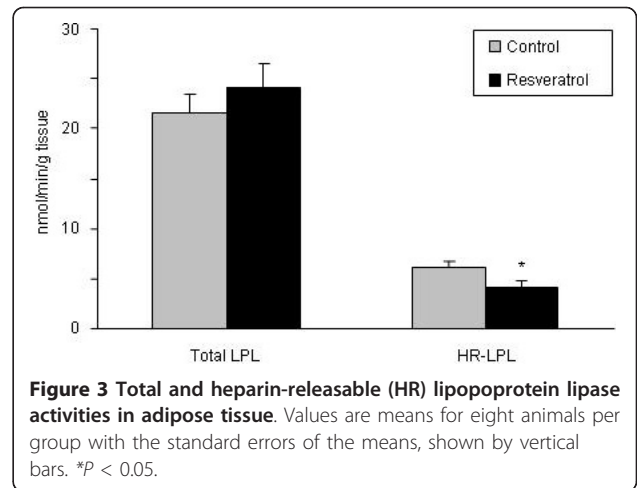 30
20
10
0
nmol/min/g tissue
Control
Resveratrol
*
Total LPL
HR-LPL
Figure 3 Total and heparin-releasable (HR) lipopoprotein lipase
activities in adipose tissue. Values are means for eight animals per
group with the standard errors of the means, shown by vertical
bars. *P < 0.05.